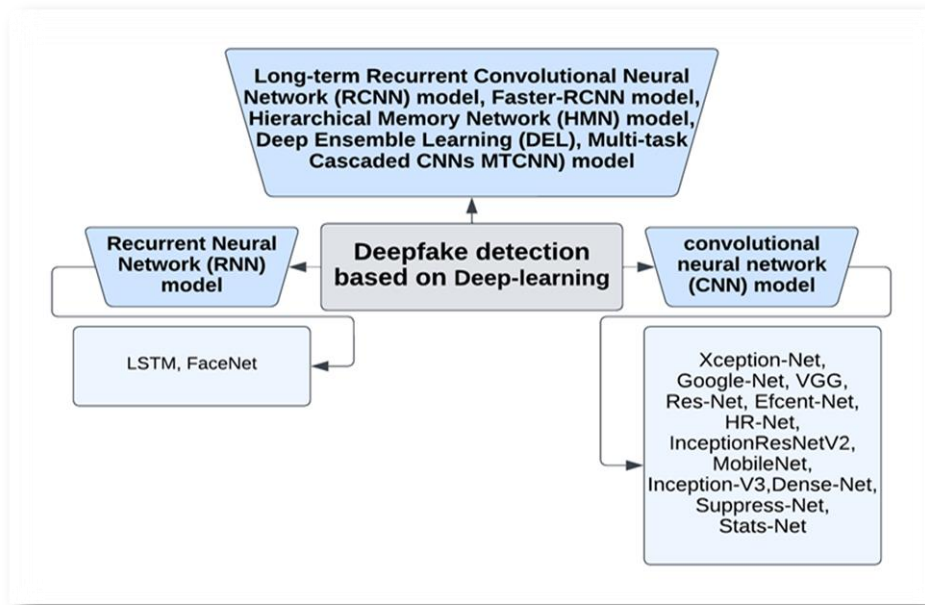 Long-term Recurrent Convolutional Neural
Network (RCNN) model, Faster-RCNN model,
Hierarchical Memory Network (HMN) model,
Deep Ensemble Learning (DEL), Multi-task
Cascaded CNNs MTCNN) model
Recurrent Neural
Network (RNN)
model
Deepfake detection
based on Deep-learning
convolutional
neural network
(CNN) model
LSTM, FaceNet
Xception-Net,
Google-Net, VGG,
Res-Net, Efcent-Net,
HR-Net,
InceptionResNetV2,
MobileNet,
Inception-V3,Dense-Net,
Suppress-Net,
Stats-Net